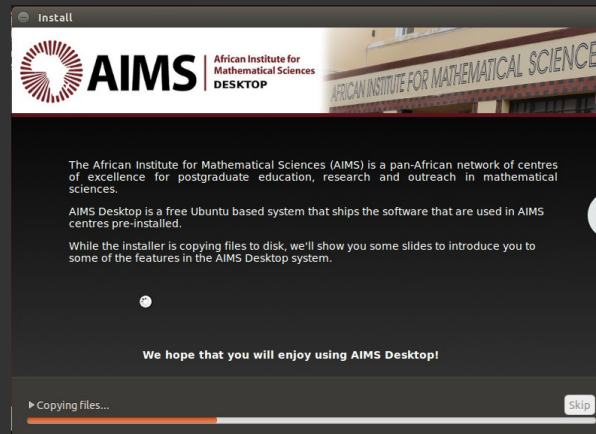 Install
AIMS
African Institute for
Mathematical Sciences
DESKTOP
AFRICAN INSTITUTE FOR MATHEMATICAL SCIENCE
The African Institute for Mathematical Sciences (AIMS) is a pan-African network of centres
of excellence for postgraduate education, research and outreach in mathematical
sciences.
AIMS Desktop is a free Ubuntu based system that ships the software that are used in AIMS
centres pre-installed.
While the installer is copying files to disk, we'll show you some slides to introduce you to
some of the features in the AIMS Desktop system.
We hope that you will enjoy using AIMS Desktop!
Copying files...
Skip